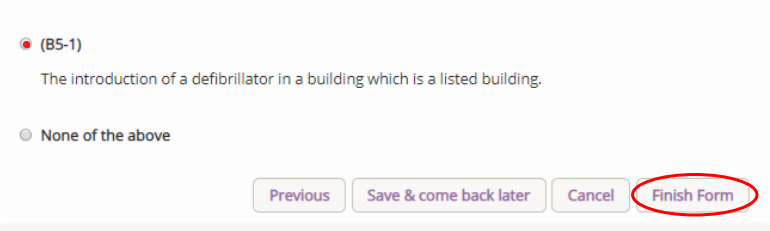 (B5-1)
The introduction of a defibrillator in a building which is a listed building.
None of the above
Previous Save & come back later Cancel Finish Form